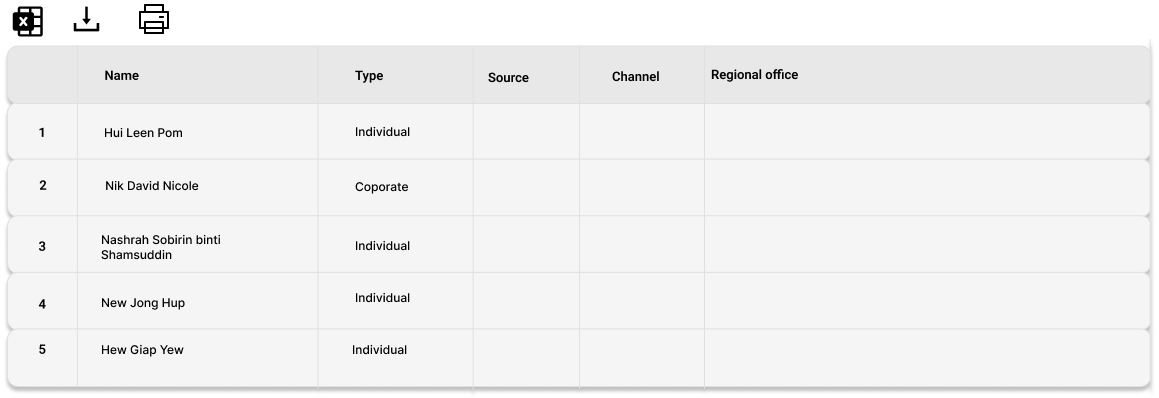 X
Name Type Source Channel Regional office
1 Hui Leen Pom Individual
2 Nik David Nicole Coporate
3 Nashrah Sobirin binti Individual
Shamsuddin
4 New Jong Hup Individual
5 Hew Giap Yew Individual